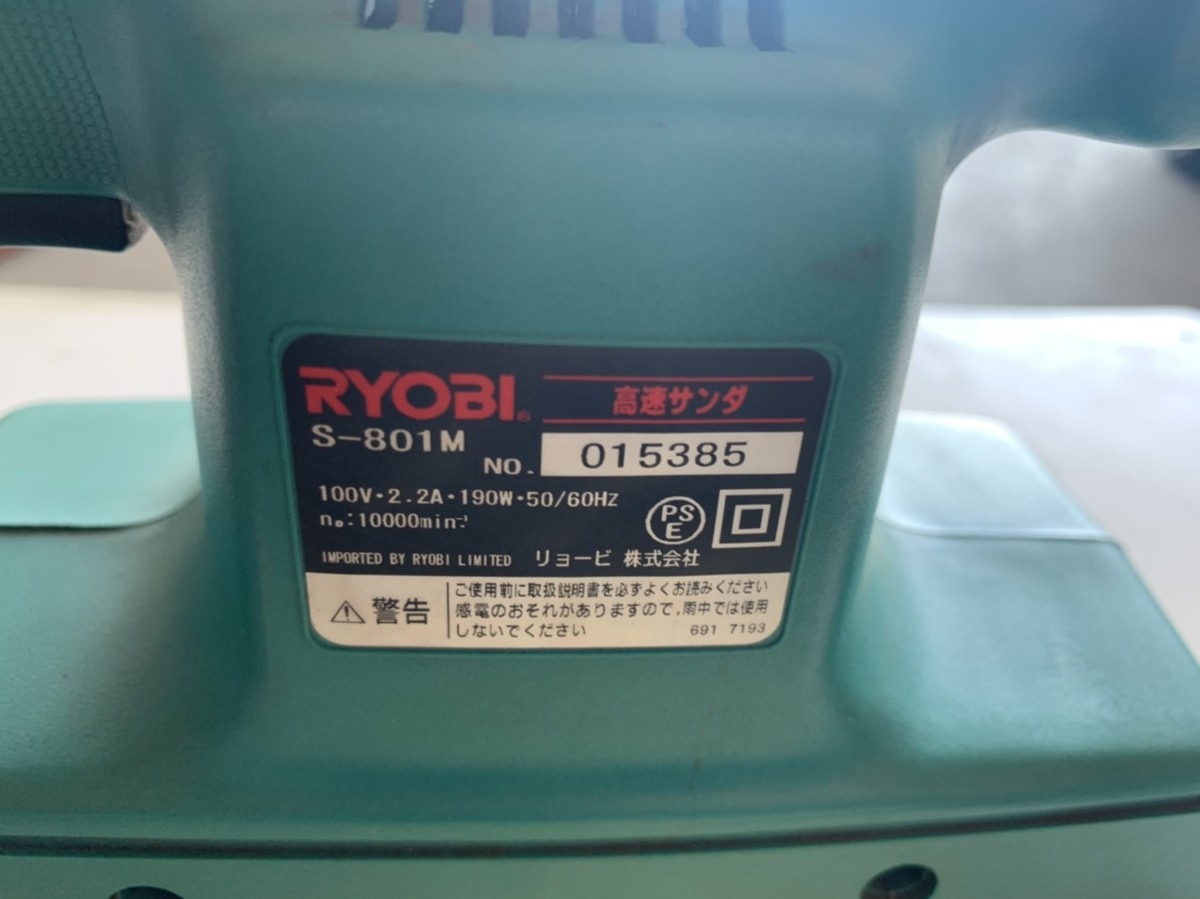 RYOBI®
高速サンダ
S-801M
NO. 015385
100V・2.2A・190W・50/60HZ
n₀:10000min⁻¹
PS
E
IMPORTED BY RYOBI LIMITED リョービ 株式会社
警告
ご使用前に取扱説明書を必ずよくお読みください
感電のおそれがありますので,雨中では使用
しないでください
691 7193